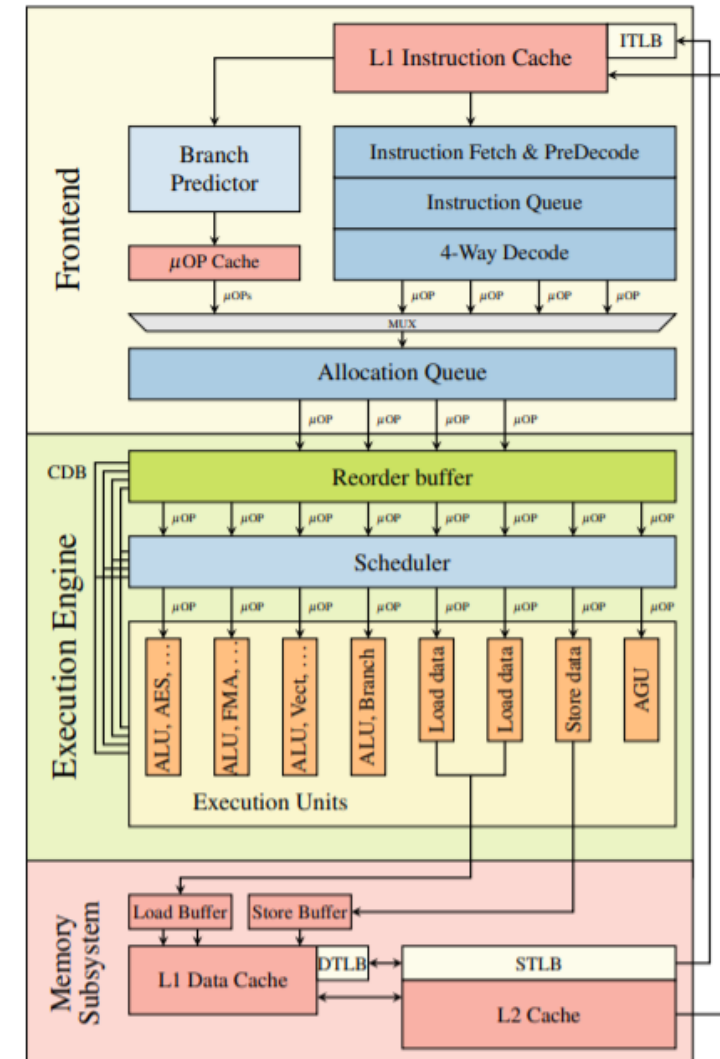 Frontend
L1 Instruction Cache
ITLB
Branch
Predictor
μOP Cache
Instruction Fetch & PreDecode
Instruction Queue
4-Way Decode
μOPs
μOP
μOP
μOP
μOP
MUX
Allocation Queue
μOP
μOP
μOP
μOP
Execution Engine
CDB
Reorder buffer
μOP
μOP
μOP
μOP
μOP
μOP
μOP
μOP
Scheduler
μOP
μOP
μOP
μOP
μOP
μOP
μOP
μOP
ALU, AES, …
ALU, FMA, …
ALU, Vect, …
ALU, Branch
Load data
Load data
Store data
AGU
Execution Units
Memory
Subsystem
Load Buffer
Store Buffer
L1 Data Cache
DTLB
STLB
L2 Cache